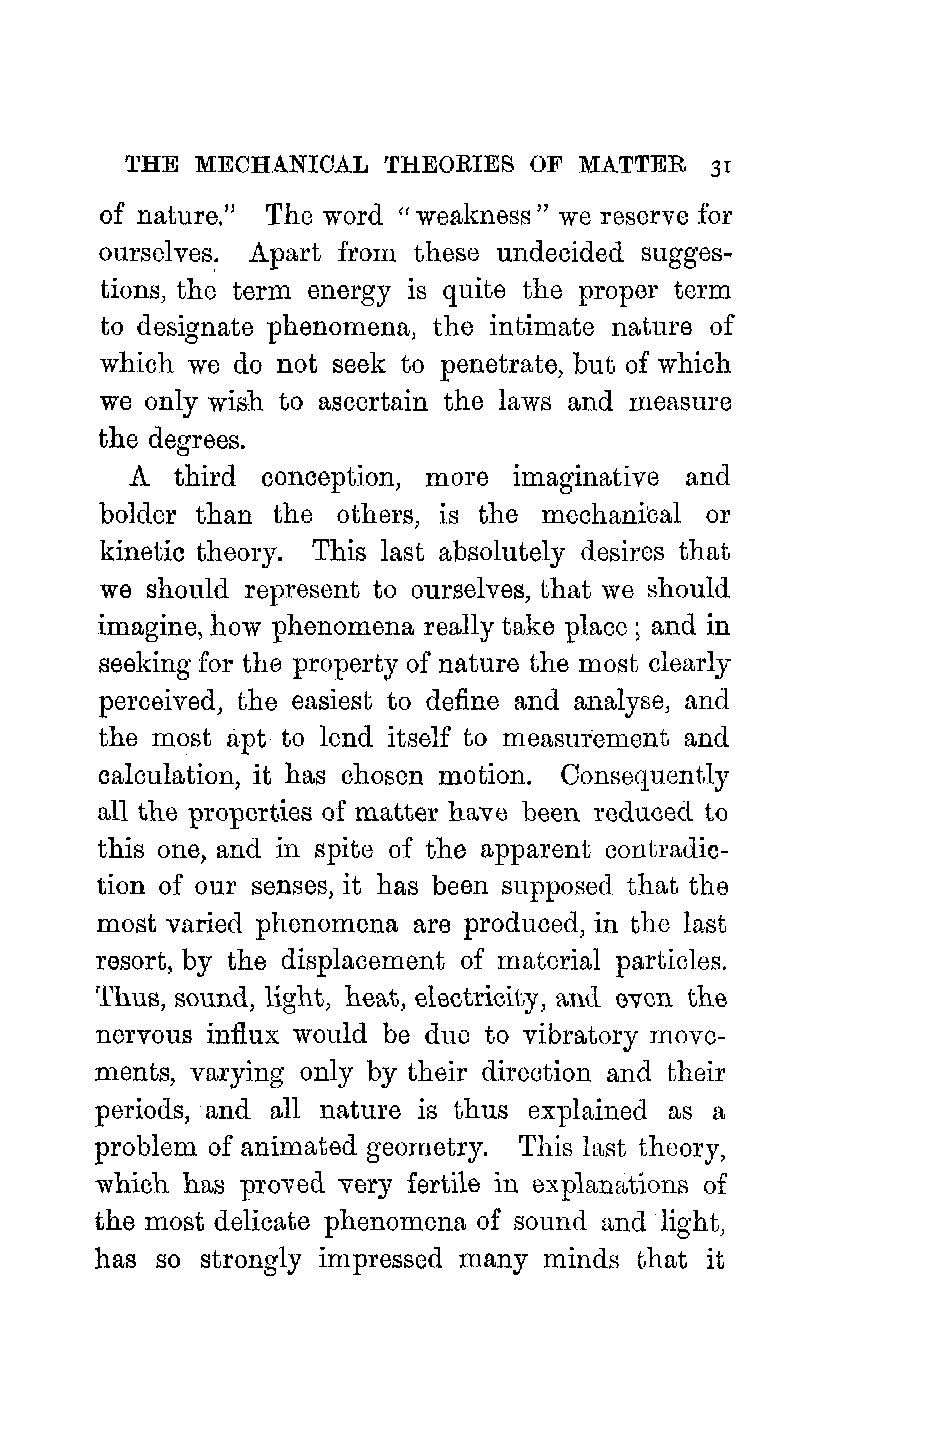 THE MECHANICAL THEORIES OF MATTER 31
of nature." The word "weakness" we reserve for
ourselves. Apart from these undecided sugges-
tions, the term energy is quite the proper term
to designate phenomena, the intimate nature of
which we do not seek to penetrate, but of which
we only wish to ascertain the laws and measure
the degrees.
A third conception, more imaginative and
bolder than the others, is the mechanical or
kinetic theory. This last absolutely desires that
we should represent to ourselves, that we should
imagine, how phenomena really take place; and in
seeking for the property of nature the most clearly
perceived, the easiest to define and analyse, and
the most apt to lend itself to measurement and
calculation, it has chosen motion. Consequently
all the properties of matter have been reduced to
this one, and in spite of the apparent contradic-
tion of our senses, it has been supposed that the
most varied phenomena are produced, in the last
resort, by the displacement of material particles.
Thus, sound, light, heat, electricity, and even the
nervous influx would be due to vibratory move-
ments, varying only by their direction and their
periods, and all nature is thus explained as a
problem of animated geometry. This last theory,
which has proved very fertile in explanations of
the most delicate phenomena of sound and light,
has so strongly impressed many minds that it